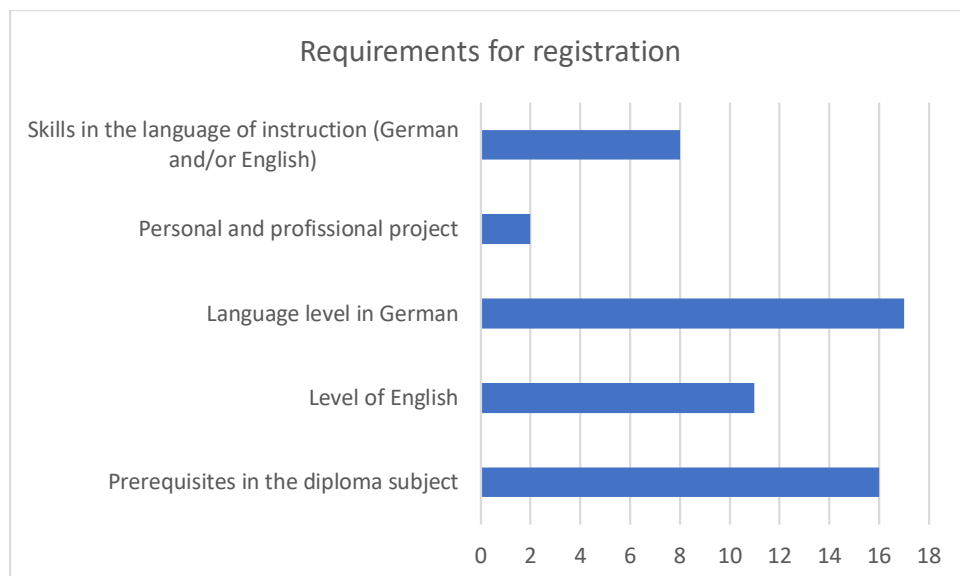 Requirements for registration
Skills in the language of instruction (German
and/or English)
Personal and profissional project
Language level in German
Level of English
Prerequisites in the diploma subject
0 2 4 6 8 10 12 14 16 18